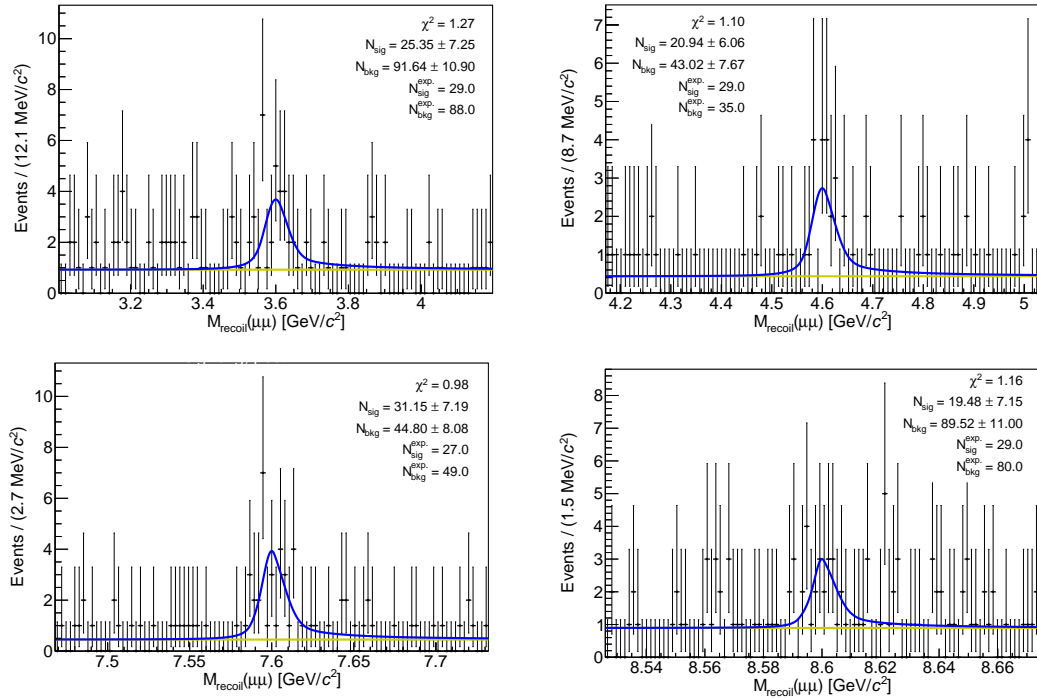 χ² = 1.27
N_sig = 25.35 ± 7.25
N_bkg = 91.64 ± 10.90
N_sig^exp. = 29.0
N_bkg^exp. = 88.0
Events / (12.1 MeV/c²)
10
8
6
4
2
0
3.2 3.4 3.6 3.8 4
M_recoil(μμ) [GeV/c²]
χ² = 1.10
N_sig = 20.94 ± 6.06
N_bkg = 43.02 ± 7.67
N_sig^exp. = 29.0
N_bkg^exp. = 35.0
Events / (8.7 MeV/c²)
7
6
5
4
3
2
1
0
4.2 4.3 4.4 4.5 4.6 4.7 4.8 4.9 5
M_recoil(μμ) [GeV/c²]
χ² = 0.98
N_sig = 31.15 ± 7.19
N_bkg = 44.80 ± 8.08
N_sig^exp. = 27.0
N_bkg^exp. = 49.0
Events / (2.7 MeV/c²)
10
8
6
4
2
0
7.5 7.55 7.6 7.65 7.7
M_recoil(μμ) [GeV/c²]
χ² = 1.16
N_sig = 19.48 ± 7.15
N_bkg = 89.52 ± 11.00
N_sig^exp. = 29.0
N_bkg^exp. = 80.0
Events / (1.5 MeV/c²)
8
7
6
5
4
3
2
1
0
8.54 8.56 8.58 8.6 8.62 8.64 8.66
M_recoil(μμ) [GeV/c²]